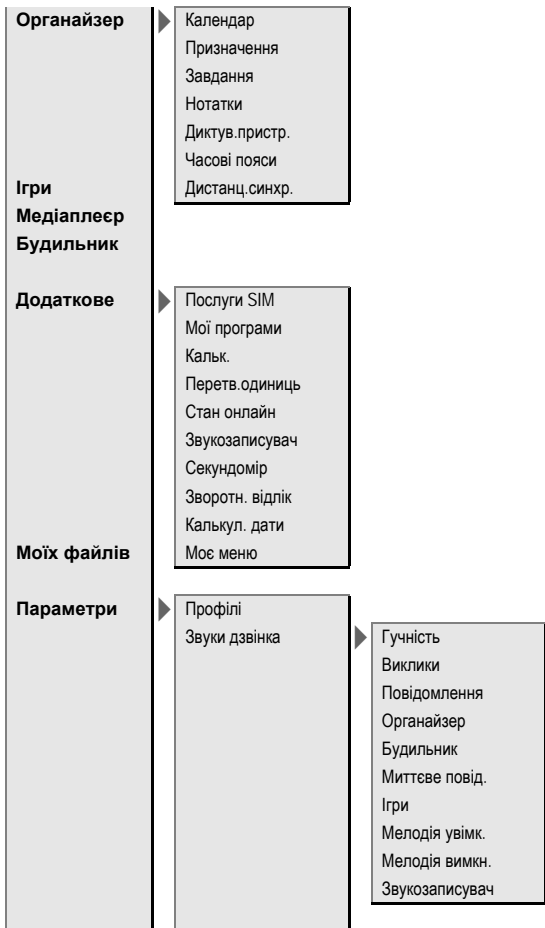 Органайзер
Календар
Призначення
Завдання
Нотатки
Диктув.пристр.
Часові пояси
Дистанц.синхр.
Ігри
Медіаплеєр
Будильник
Додаткове
Послуги SIM
Мої програми
Кальк.
Перетв.одиниць
Стан онлайн
Звукозаписувач
Секундомір
Зворотн. відлік
Калькул. дати
Моє меню
Моїх файлів
Параметри
Профілі
Звуки дзвінка
Гучність
Виклики
Повідомлення
Органайзер
Будильник
Миттєве повід.
Ігри
Мелодія увімк.
Мелодія вимкн.
Звукозаписувач